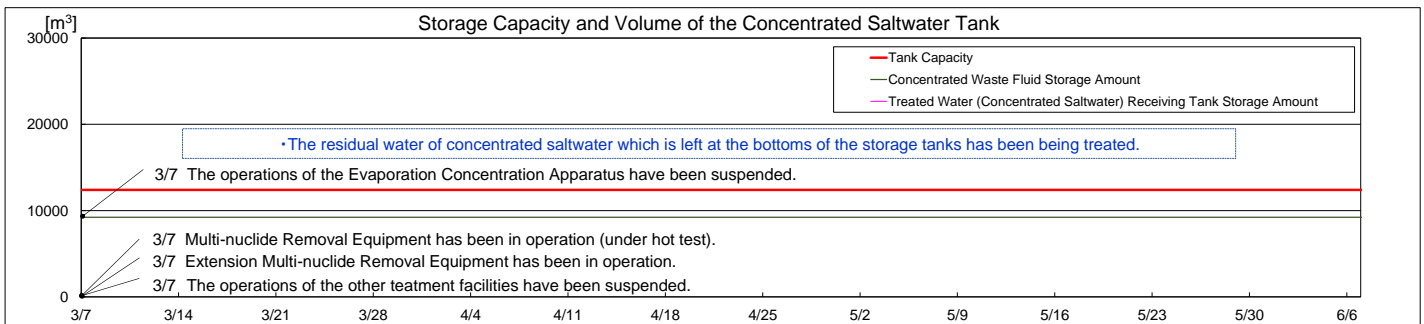 [m³]
Storage Capacity and Volume of the Concentrated Saltwater Tank
30000
Tank Capacity
Concentrated Waste Fluid Storage Amount
Treated Water (Concentrated Saltwater) Receiving Tank Storage Amount
20000
・The residual water of concentrated saltwater which is left at the bottoms of the storage tanks has been being treated.
3/7 The operations of the Evaporation Concentration Apparatus have been suspended.
10000
3/7 Multi-nuclide Removal Equipment has been in operation (under hot test).
3/7 Extension Multi-nuclide Removal Equipment has been in operation.
3/7 The operations of the other teatment facilities have been suspended.
0
3/7 3/14 3/21 3/28 4/4 4/11 4/18 4/25 5/2 5/9 5/16 5/23 5/30 6/6